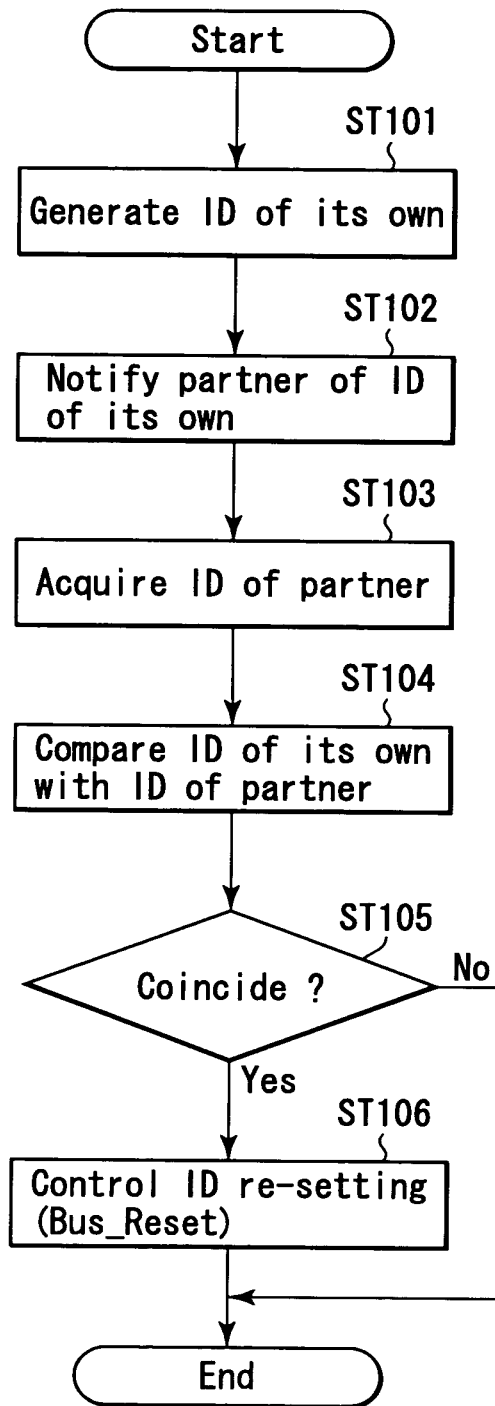 Start
ST101
Generate ID of its own
ST102
Notify partner of ID
of its own
ST103
Acquire ID of partner
ST104
Compare ID of its own
with ID of partner
ST105
Coincide ?
No
Yes
ST106
Control ID re-setting
(Bus_Reset)
End